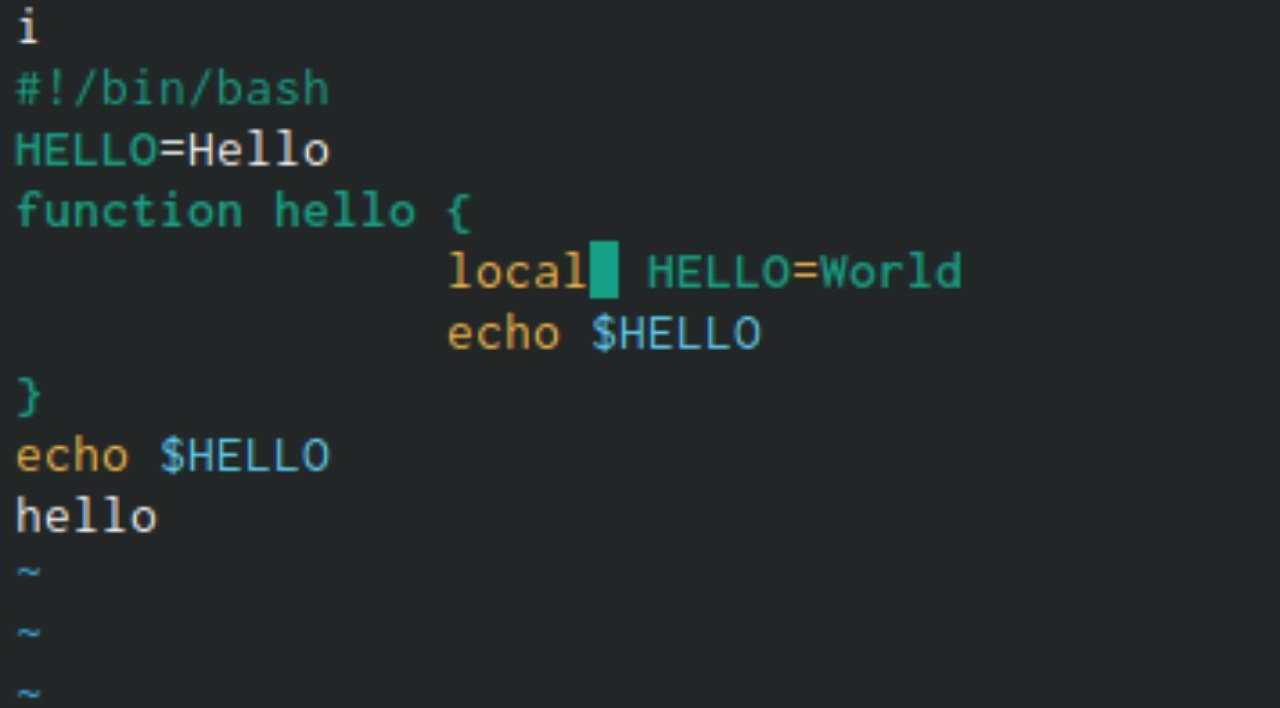 i
#!/bin/bash
HELLO=Hello
function hello {
                local  HELLO=World
                echo $HELLO
}
echo $HELLO
hello
~
~
~